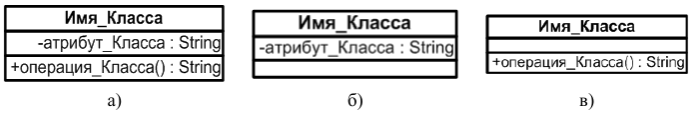 Имя_Класса
-атрибут_Класса : String
+операция_Класса() : String
а)
Имя_Класса
-атрибут_Класса : String
б)
Имя_Класса
+операция_Класса() : String
в)